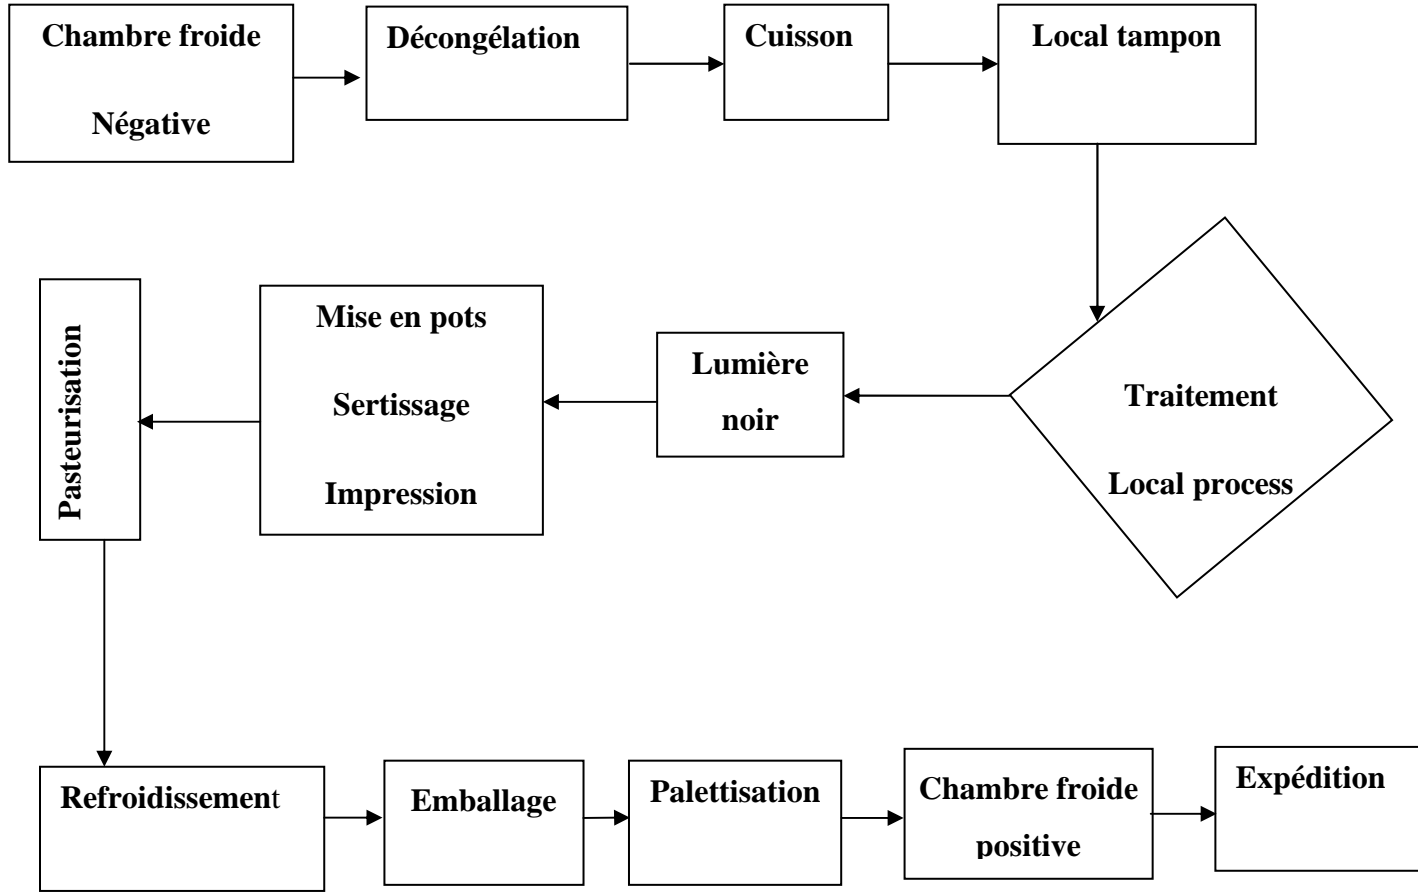 Chambre froide
Négative
Décongélation
Cuisson
Local tampon
Traitement
Local process
Lumière
noir
Mise en pots
Sertissage
Impression
Pasteurisation
Refroidissement
Emballage
Palettisation
Chambre froide
positive
Expédition